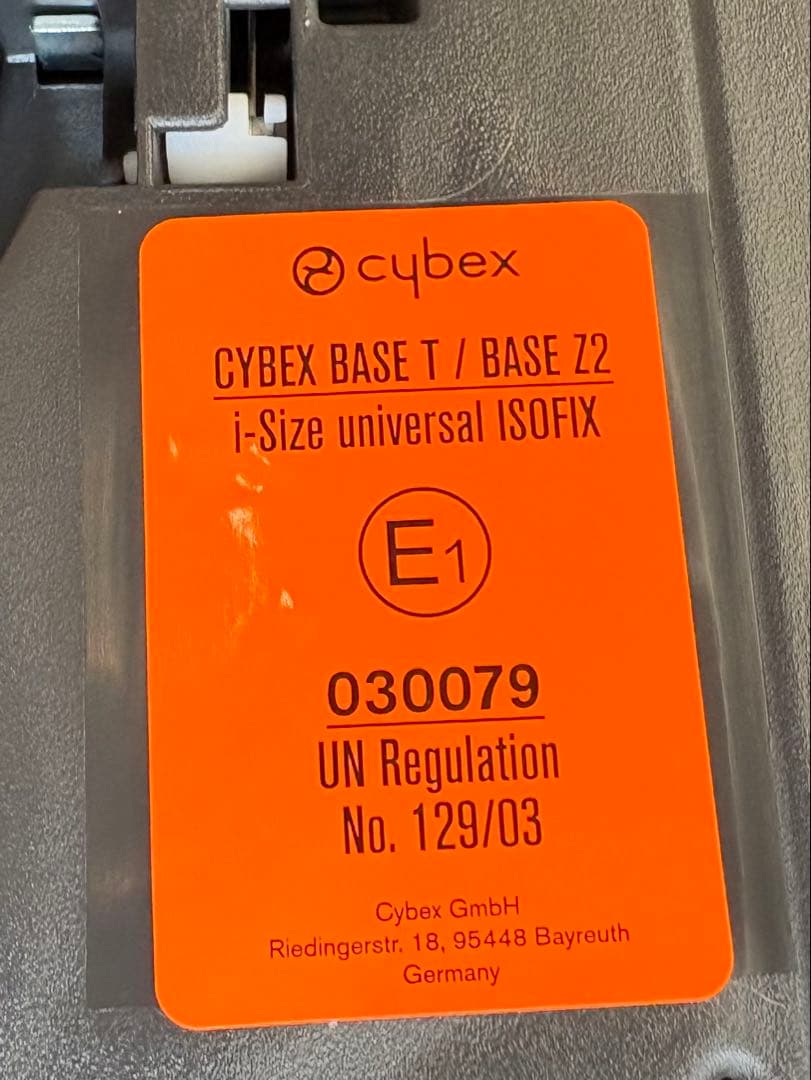 cybex
CYBEX BASE T / BASE Z2
i-Size universal ISOFIX
E1
030079
UN Regulation
No. 129/03
Cybex GmbH
Riedingerstr. 18, 95448 Bayreuth
Germany